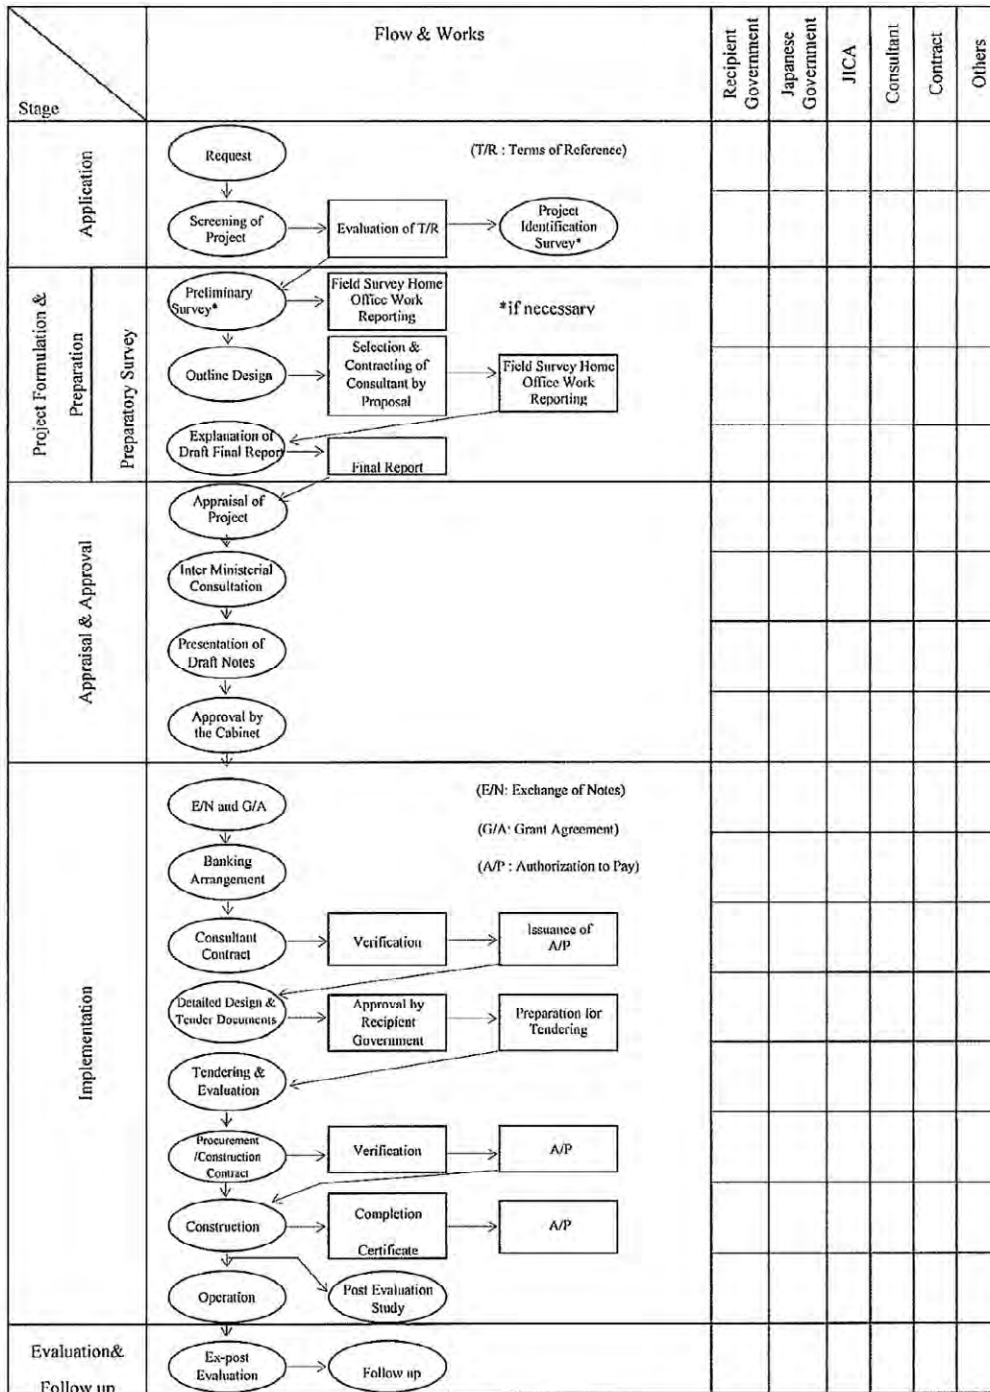 Flow & Works
Stage
Recipient
Government
Japanese
Government
JICA
Consultant
Contract
Others
Application
Request
(T/R : Terms of Reference)
Screening of
Project
Evaluation of T/R
Project
Identification
Survey*
Project Formulation &
Preparation
Preparatory Survey
Preliminary
Survey*
Field Survey Home
Office Work
Reporting
*if necessary
Outline Design
Selection &
Contracting of
Consultant by
Proposal
Field Survey Home
Office Work
Reporting
Explanation of
Draft Final Report
Final Report
Appraisal & Approval
Appraisal of
Project
Inter Ministerial
Consultation
Presentation of
Draft Notes
Approval by
the Cabinet
Implementation
E/N and G/A
(E/N: Exchange of Notes)
(G/A: Grant Agreement)
(A/P : Authorization to Pay)
Banking
Arrangement
Consultant
Contract
Verification
Issuance of
A/P
Detailed Design &
Tender Documents
Approval by
Recipient
Government
Preparation for
Tendering
Tendering &
Evaluation
Procurement
/Construction
Contract
Verification
A/P
Construction
Completion
Certificate
A/P
Operation
Post Evaluation
Study
Evaluation&
Follow up
Ex-post
Evaluation
Follow up